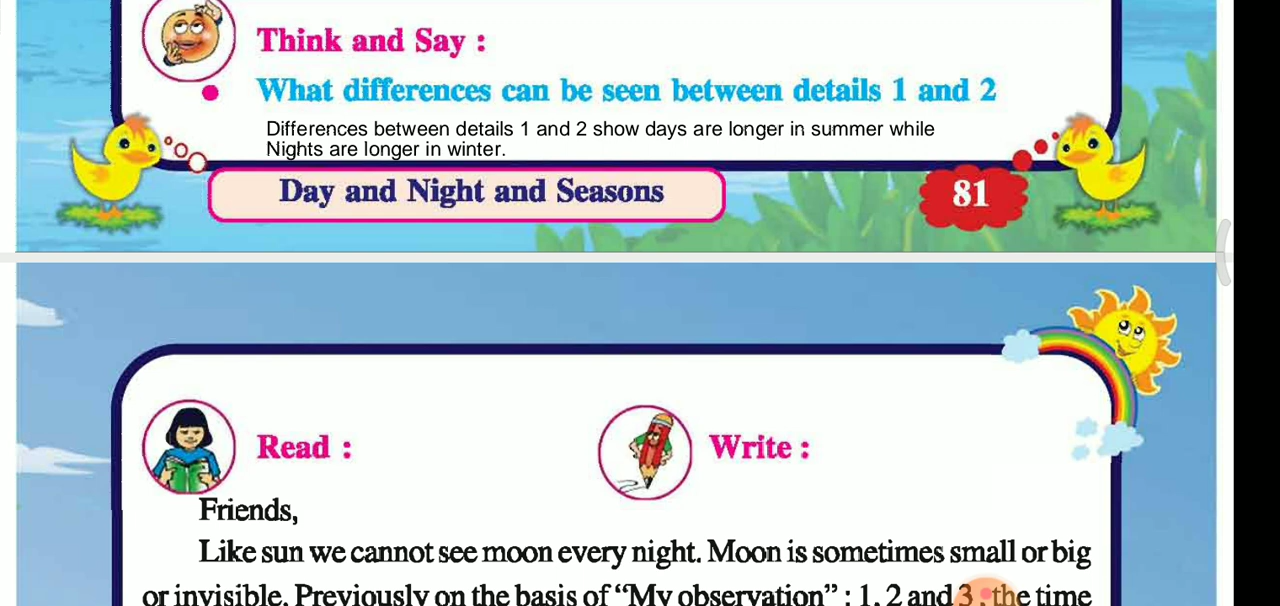 Think and Say :
What differences can be seen between details 1 and 2
Differences between details 1 and 2 show days are longer in summer while
Nights are longer in winter.
Day and Night and Seasons
81
Read :
Write :
Friends,
Like sun we cannot see moon every night. Moon is sometimes small or big
or invisible. Previously on the basis of “My observation” : 1, 2 and 3 , the time